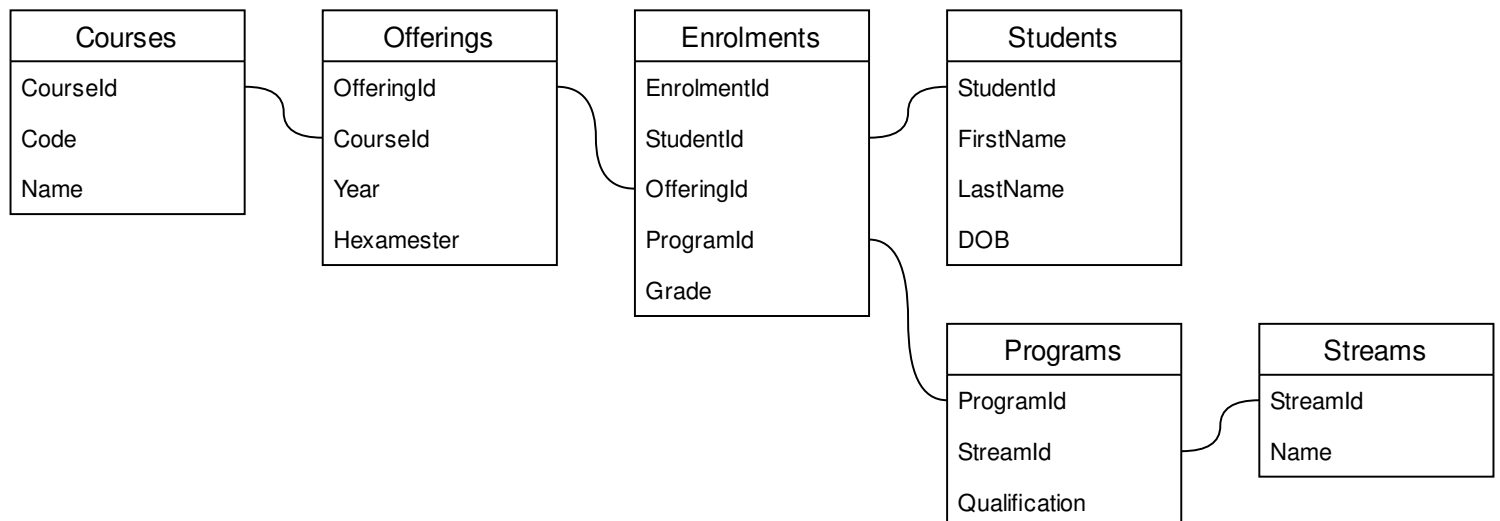 Courses
CourseId
Code
Name
Offerings
OfferingId
CourseId
Year
Hexamester
Enrolments
EnrolmentId
StudentId
OfferingId
ProgramId
Grade
Students
StudentId
FirstName
LastName
DOB
Programs
ProgramId
StreamId
Qualification
Streams
StreamId
Name